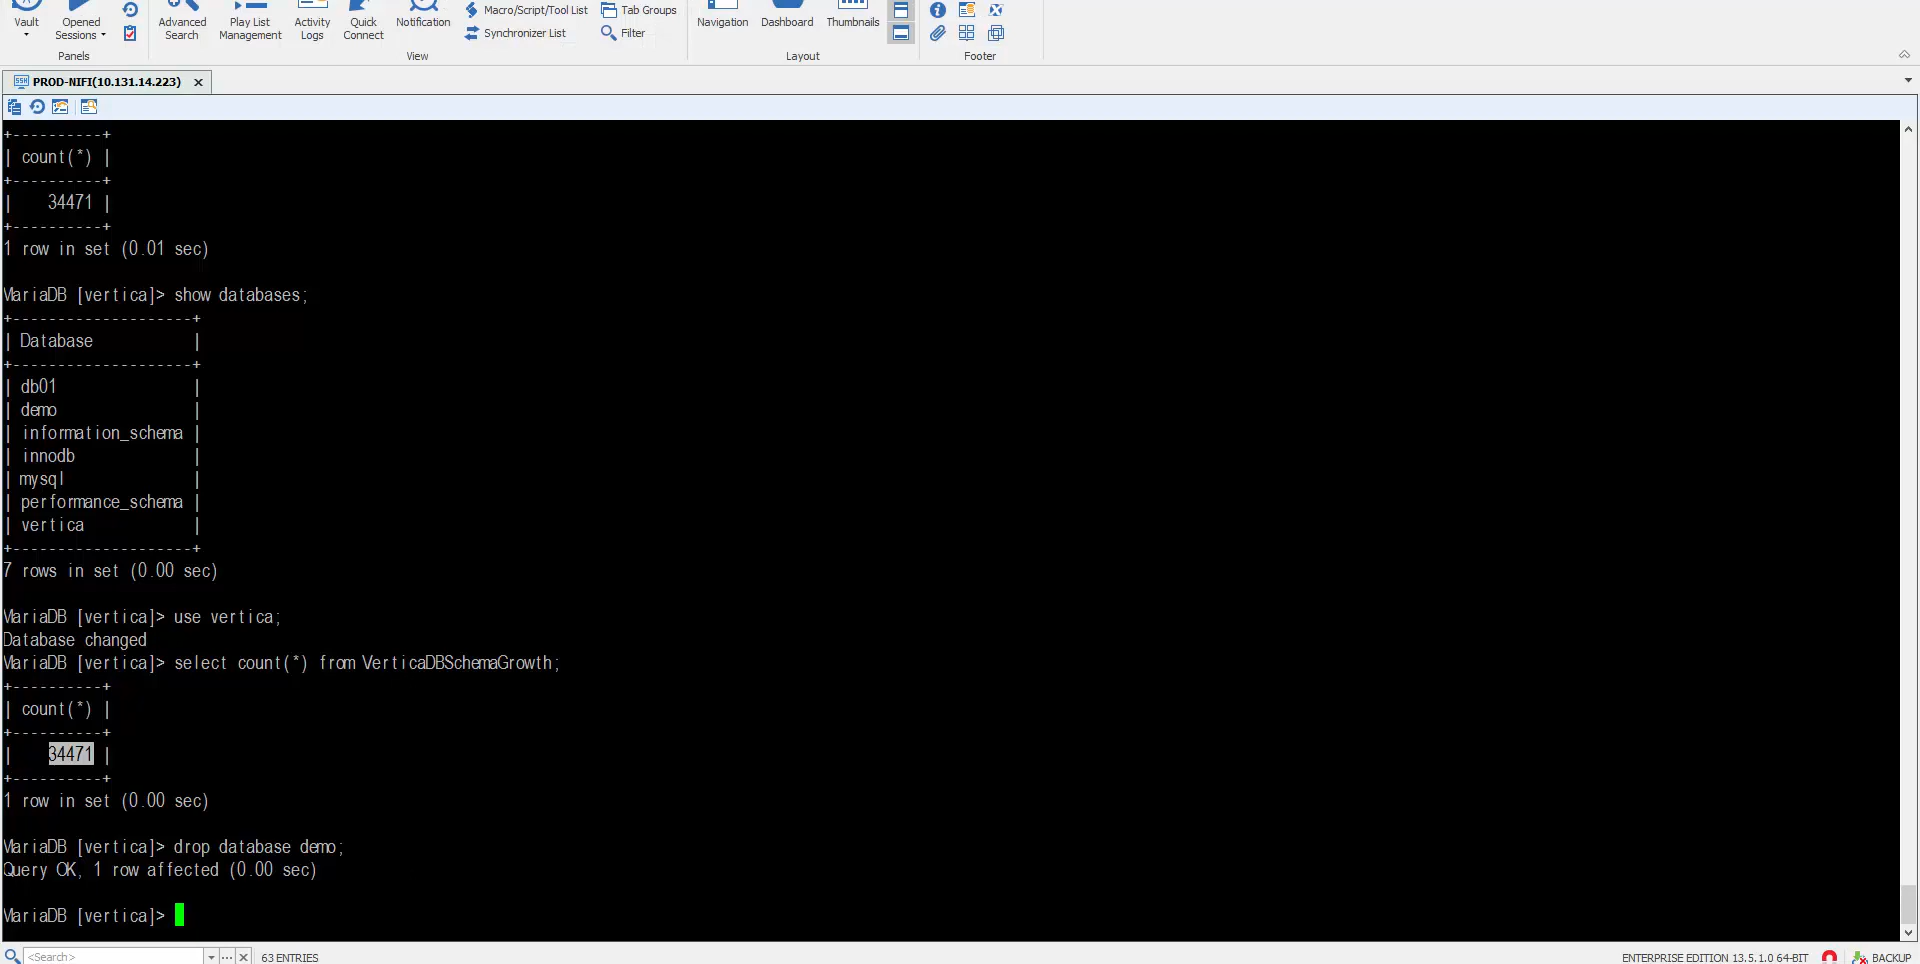 Vault
Opened
Sessions
Advanced
Search
Play List
Management
Activity
Logs
Quick
Connect
Notification
Macro/Script/Tool List
Synchronizer List
Tab Groups
Filter
Navigation
Dashboard
Thumbnails
Panels
View
Layout
Footer
SSH
PROD-NIFI(10.131.14.223)
+----------+
| count(*) |
+----------+
|    34471 |
+----------+
1 row in set (0.01 sec)
MariaDB [vertica]> show databases;
+--------------------+
| Database           |
+--------------------+
| db01               |
| demo               |
| information_schema |
| innodb             |
| mysql              |
| performance_schema |
| vertica            |
+--------------------+
7 rows in set (0.00 sec)
MariaDB [vertica]> use vertica;
Database changed
MariaDB [vertica]> select count(*) from VerticaDBSchemaGrowth;
+----------+
| count(*) |
+----------+
|    34471 |
+----------+
1 row in set (0.00 sec)
MariaDB [vertica]> drop database demo;
Query OK, 1 row affected (0.00 sec)
MariaDB [vertica]>
<Search>
63 ENTRIES
ENTERPRISE EDITION 13.5.1.0 64-BIT
BACKUP